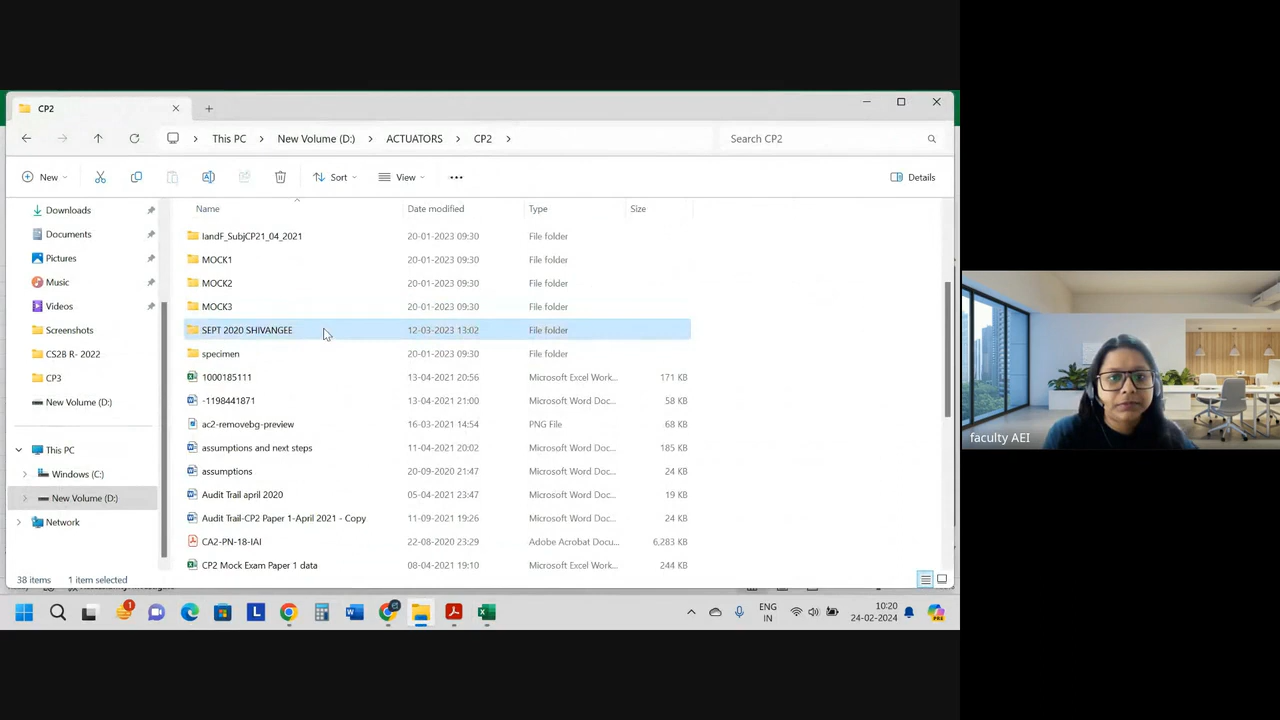 CP2
This PC > New Volume (D:) > ACTUATORS > CP2 >
Search CP2
New
Sort
View
Details
Name
Date modified
Type
Size
Downloads
Documents
Pictures
Music
Videos
Screenshots
CS2B R- 2022
CP3
New Volume (D:)
This PC
Windows (C:)
New Volume (D:)
Network
IandF_SubjCP21_04_2021 20-01-2023 09:30 File folder
MOCK1 20-01-2023 09:30 File folder
MOCK2 20-01-2023 09:30 File folder
MOCK3 20-01-2023 09:30 File folder
SEPT 2020 SHIVANGEE 12-03-2023 13:02 File folder
specimen 20-01-2023 09:30 File folder
1000185111 13-04-2021 20:56 Microsoft Excel Work... 171 KB
-1198441871 13-04-2021 21:00 Microsoft Word Doc... 58 KB
ac2-removebg-preview 16-03-2021 14:54 PNG File 68 KB
assumptions and next steps 11-04-2021 20:02 Microsoft Word Doc... 185 KB
assumptions 20-09-2020 21:47 Microsoft Word Doc... 24 KB
Audit Trail april 2020 05-04-2021 23:47 Microsoft Word Doc... 19 KB
Audit Trail-CP2 Paper 1-April 2021 - Copy 11-09-2021 19:26 Microsoft Word Doc... 24 KB
CA2-PN-18-IAI 22-08-2020 23:29 Adobe Acrobat Docu... 6,283 KB
CP2 Mock Exam Paper 1 data 08-04-2021 19:10 Microsoft Excel Work... 244 KB
38 items 1 item selected
ENG
IN
10:20
24-02-2024
faculty AEI